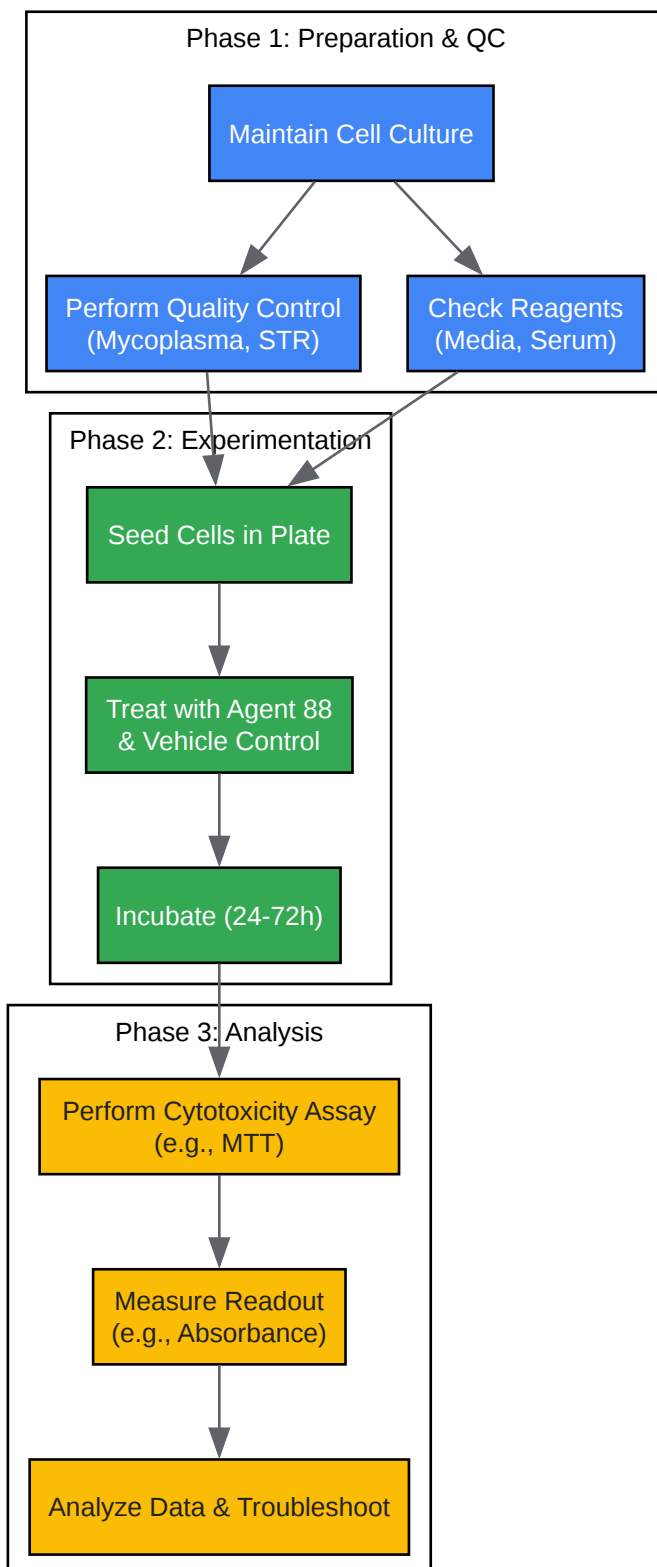 Phase 1: Preparation & QC
Maintain Cell Culture
Perform Quality Control
(Mycoplasma, STR)
Check Reagents
(Media, Serum)
Phase 2: Experimentation
Seed Cells in Plate
Treat with Agent 88
& Vehicle Control
Incubate (24-72h)
Phase 3: Analysis
Perform Cytotoxicity Assay
(e.g., MTT)
Measure Readout
(e.g., Absorbance)
Analyze Data & Troubleshoot